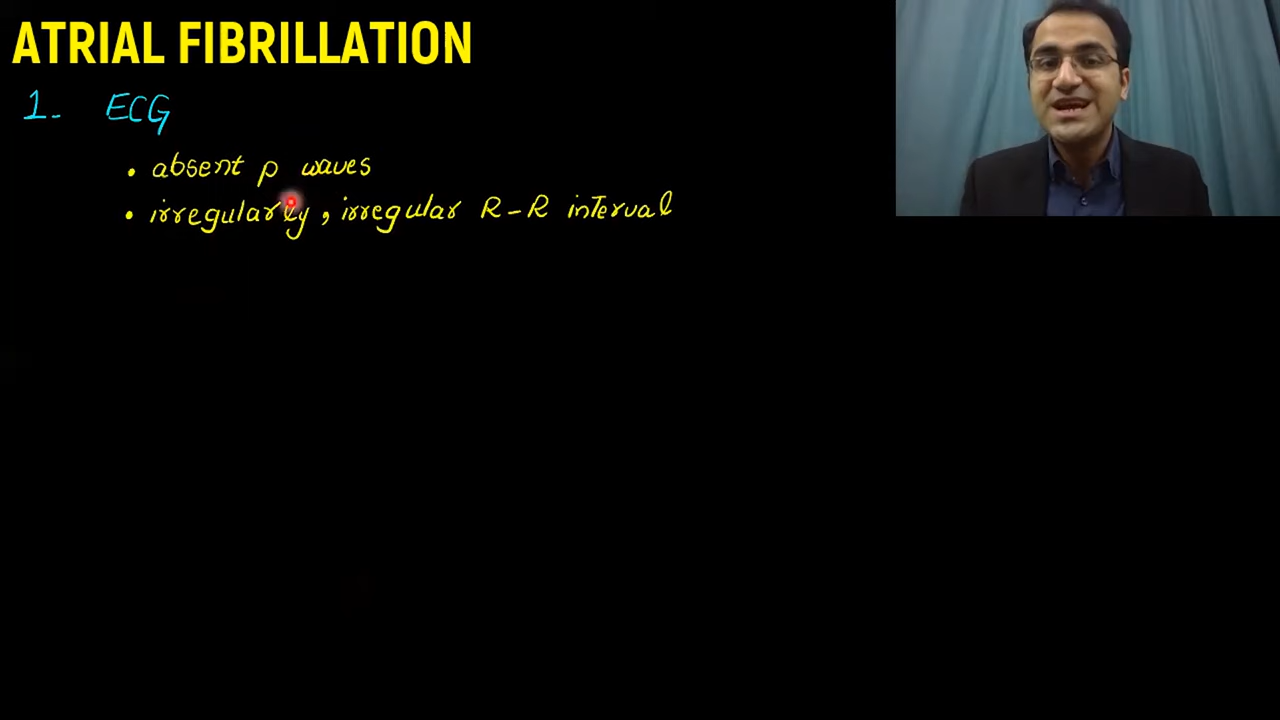 ATRIAL FIBRILLATION
1. ECG
• absent p waves
• irregularly, irregular R-R interval